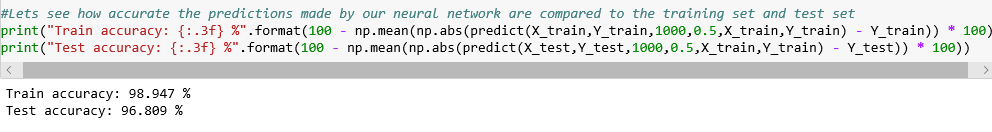 #Lets see how accurate the predictions made by our neural network are compared to the training set and test set
print("Train accuracy: {:.3f} %".format(100 - np.mean(np.abs(predict(X_train,Y_train,1000,0.5,X_train,Y_train) - Y_train)) * 100)
print("Test accuracy: {:.3f} %".format(100 - np.mean(np.abs(predict(X_test,Y_test,1000,0.5,X_train,Y_train) - Y_test)) * 100))
Train accuracy: 98.947 %
Test accuracy: 96.809 %